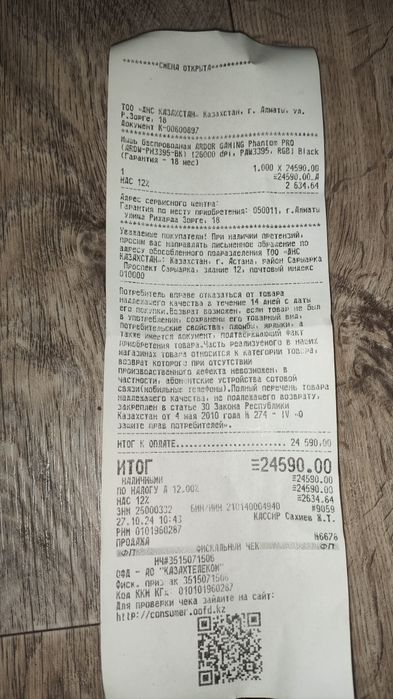 *********СМЕНА ОТКРЫТА*********
ТОО «ДНС КАЗАХСТАН» Казахстан, г. Алматы, ул.
Р.Зорге, 18
Документ К-00600897
Мышь беспроводная ARDOR GAMING Phantom PRO
(ARDW-PH3395-BK) [26000 dpi, PAW3395, RGB] Black
(Гарантия - 18 мес)
1 1.000 X 24590.00
=24590.00_A
НДС 12% 2 634.64
Адрес сервисного центра:
Гарантия по месту приобретения: 050011, г.Алматы
Улица Рихарда Зорге, 18
Уважаемые покупатели! При наличии претензий,
просим вас направлять письменное обращение по
адресу обособленного подразделения ТОО «ДНС
КАЗАХСТАН»: Казахстан, г. Астана, район Сарыарка
Проспект Сарыарка, здание 12, почтовый индекс
010000
Потребитель вправе отказаться от товара
надлежащего качества в течение 14 дней с даты
его покупки.Возврат возможен, если товар не был
в употреблении, сохранены его товарный вид,
потребительские свойства, пломбы, ярлыки, а
также имеется документ, подтверждающий факт
приобретения товара.Часть реализуемого в наших
магазинах товара относится к категории товара,
возврат которого при отсутствии
производственного дефекта невозможен, в
частности, абонентские устройства сотовой
связи(мобильные телефоны).Полный перечень товара
надлежащего качества, не подлежащего возврату,
закреплен в статье 30 Закона Республики
Казахстан от 4 мая 2010 года N 274 - IV «О
защите прав потребителей».
ИТОГ К ОПЛАТЕ...................... 24 590.00
ИТОГ =24590.00
НАЛИЧНЫМИ =24590.00
ПО НАЛОГУ А 12.00% =24590.00
НДС 12% =2634.64
ЗНМ 25000332 БИН/ИИН 210140004940 #9059
27.10.24 10:43 КАССИР Сахиев Ж.Т.
РНМ 0101960287
ПРОДАЖА №6676
ФП ФИСКАЛЬНЫЙ ЧЕК ФП
ИЧ#3515071506
ОФД - АО "КАЗАХТЕЛЕКОМ"
Фиск. признак 3515071506
Код ККМ КГД 010101960287
Для проверки чека зайдите на сайт:
http://consumer.oofd.kz